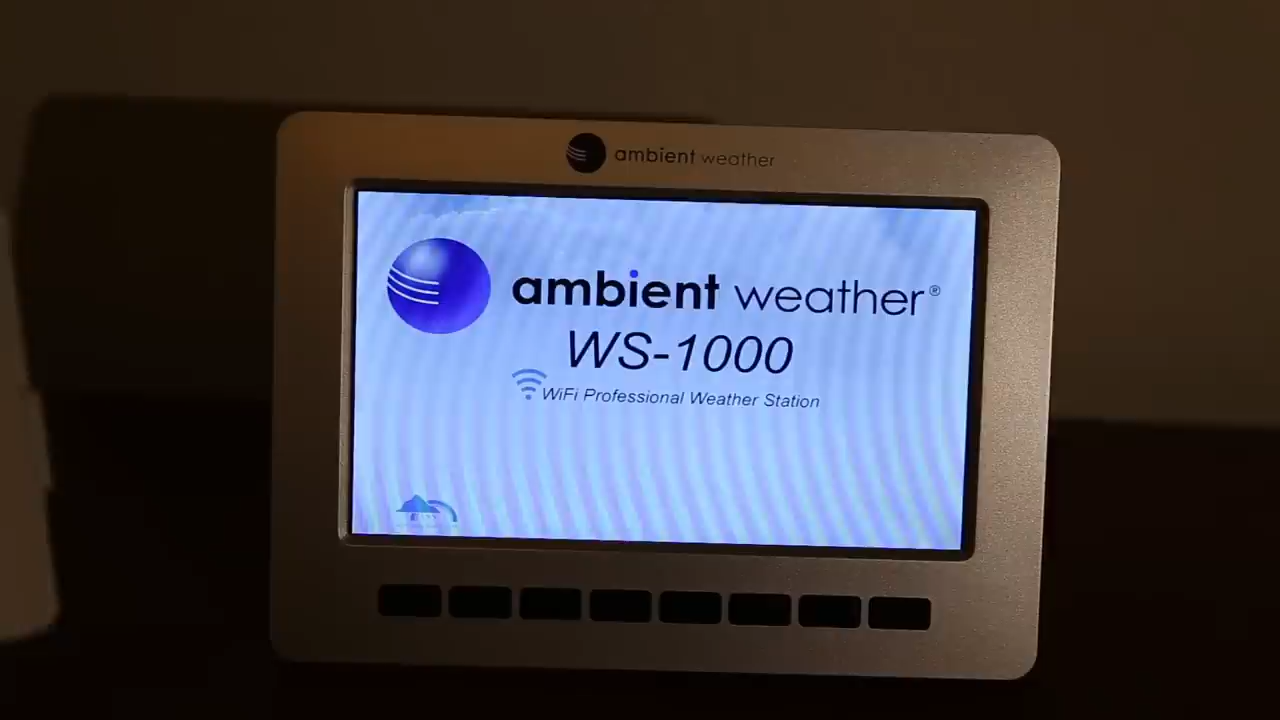 ambient weather
ambient weather®
WS-1000
WiFi Professional Weather Station